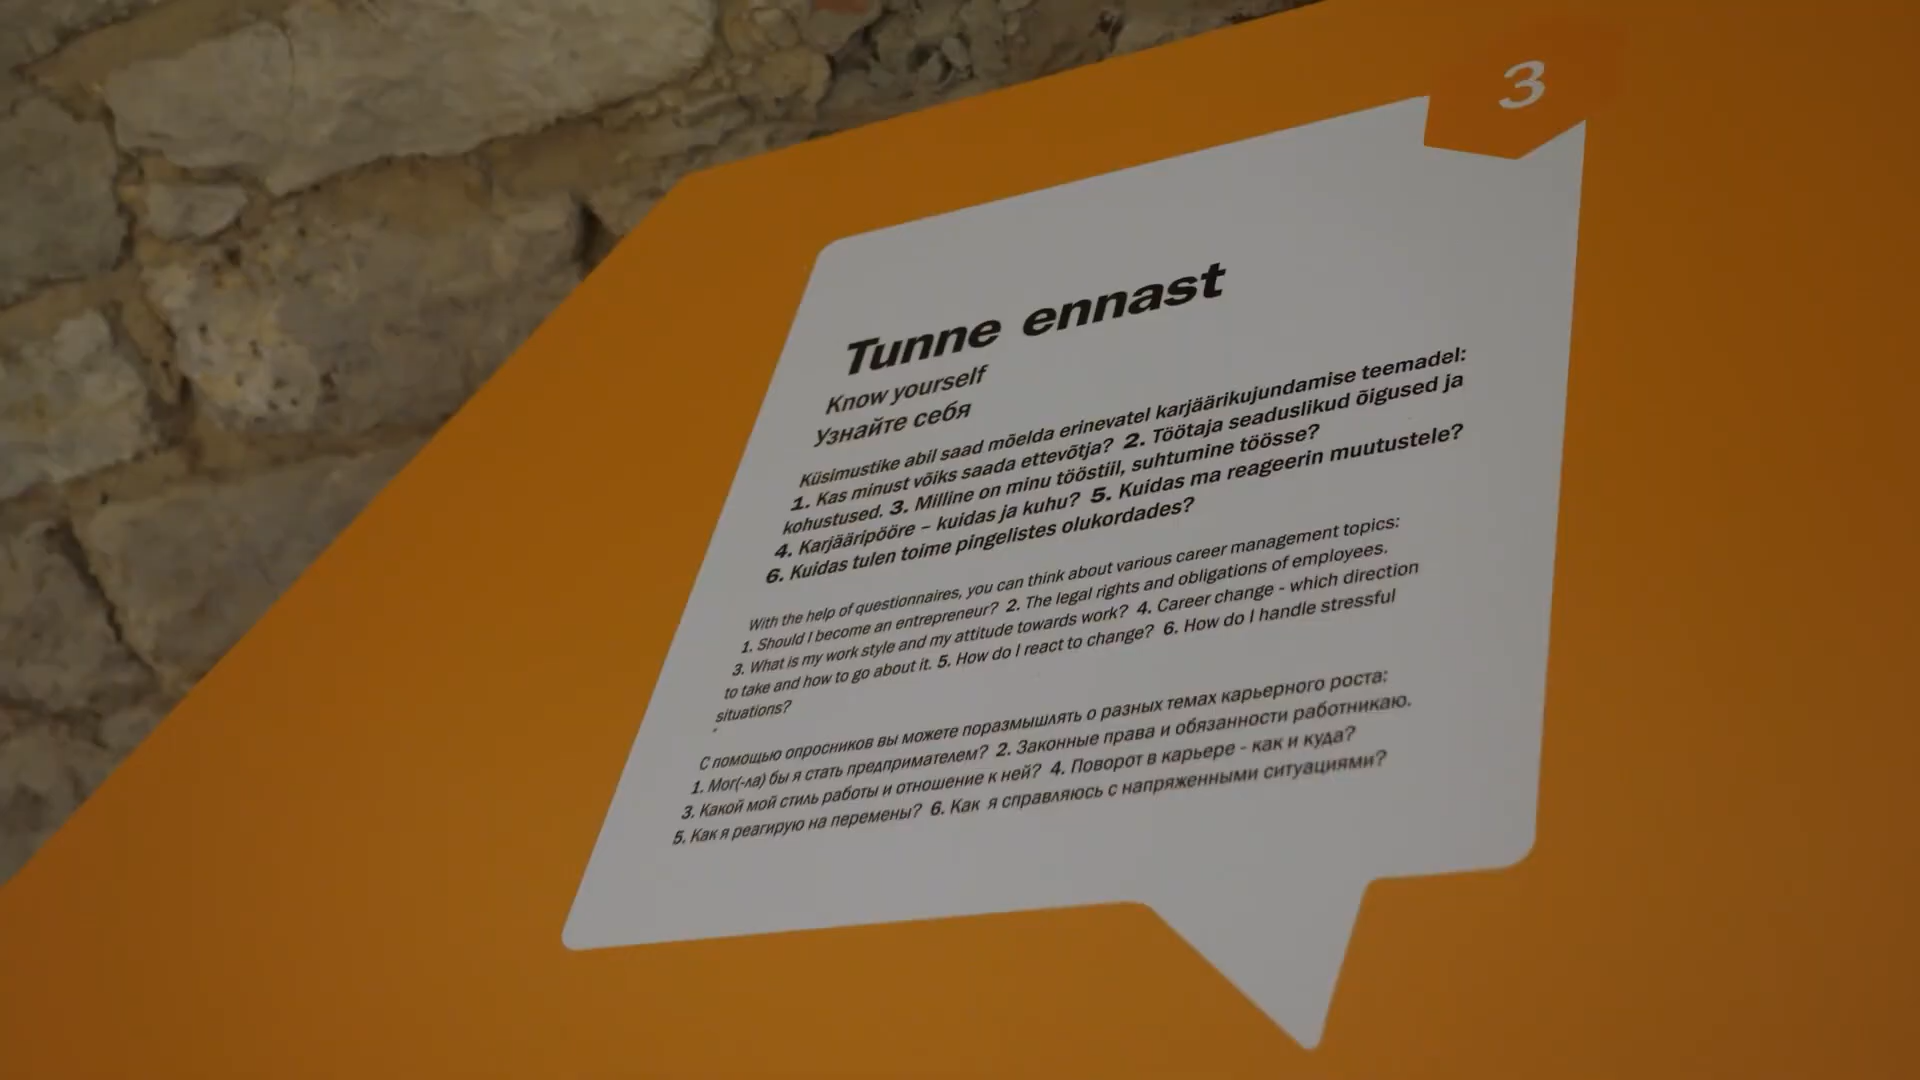 3
Tunne ennast
Know yourself
Узнайте себя
Küsimustike abil saad mõelda erinevatel karjäärikujundamise teemadel:
1. Kas minust võiks saada ettevõtja? 2. Töötaja seaduslikud õigused ja
kohustused. 3. Milline on minu tööstiil, suhtumine töösse?
4. Karjääripööre – kuidas ja kuhu? 5. Kuidas ma reageerin muutustele?
6. Kuidas tulen toime pingelistes olukordades?
With the help of questionnaires, you can think about various career management topics:
1. Should I become an entrepreneur? 2. The legal rights and obligations of employees.
3. What is my work style and my attitude towards work? 4. Career change - which direction
to take and how to go about it. 5. How do I react to change? 6. How do I handle stressful
situations?
С помощью опросников вы можете поразмышлять о разных темах карьерного роста:
1. Мог(-ла) бы я стать предпримателем? 2. Законные права и обязанности работникаю.
3. Какой мой стиль работы и отношение к ней? 4. Поворот в карьере - как и куда?
5. Как я реагирую на перемены? 6. Как я справляюсь с напряженными ситуациями?